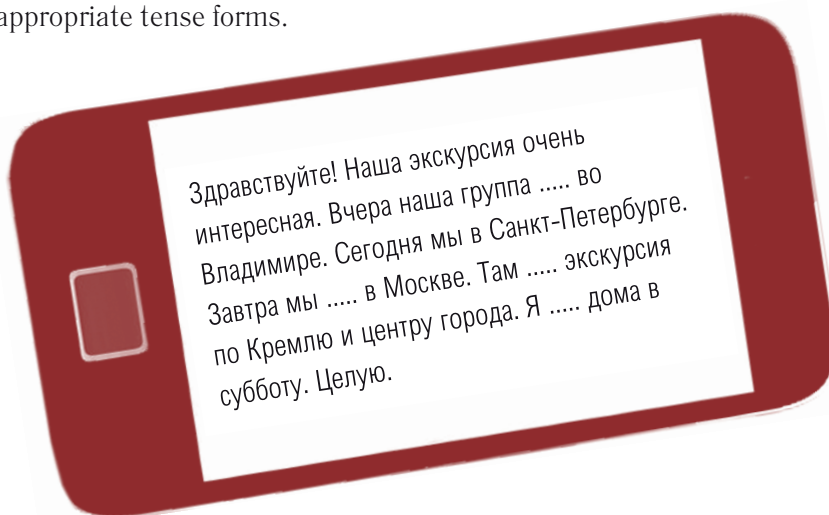 appropriate tense forms.
Здравствуйте! Наша экскурсия очень
интересная. Вчера наша группа ..... во
Владимире. Сегодня мы в Санкт-Петербурге.
Завтра мы ..... в Москве. Там ..... экскурсия
по Кремлю и центру города. Я ..... дома в
субботу. Целую.